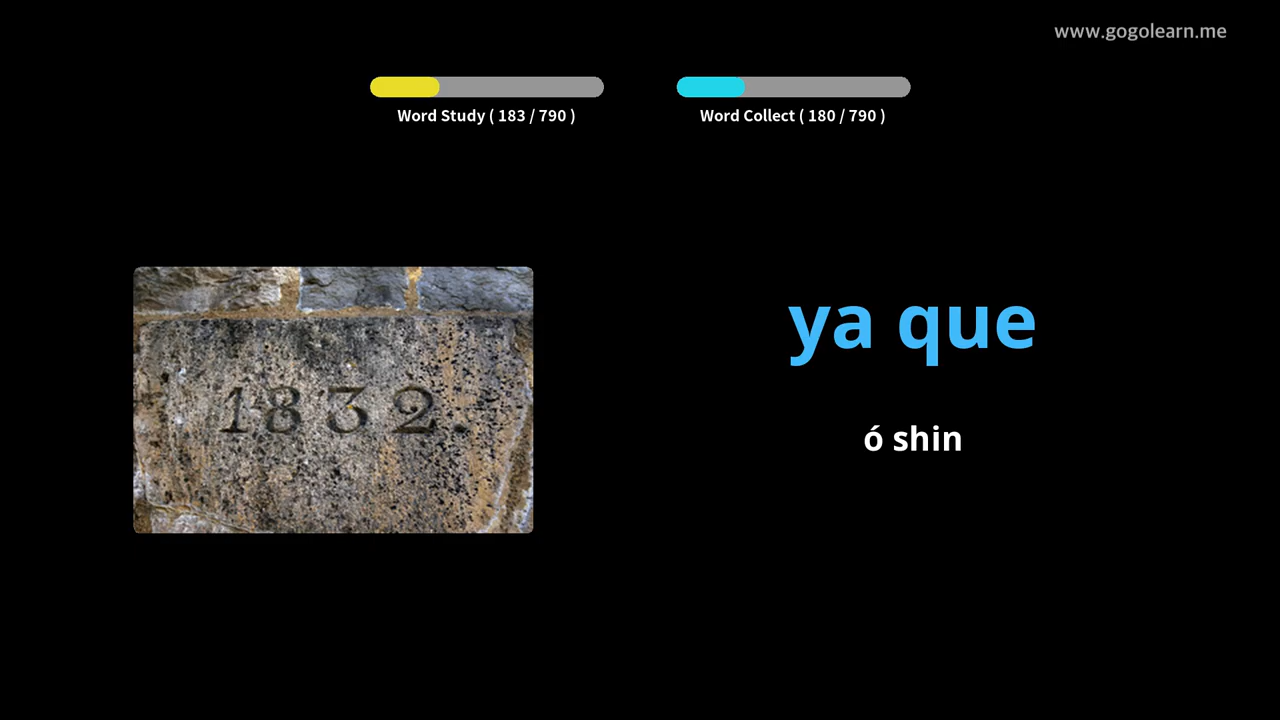 www.gogolearn.me
Word Study ( 183 / 790 )
Word Collect ( 180 / 790 )
1832.
ya que
ó shin